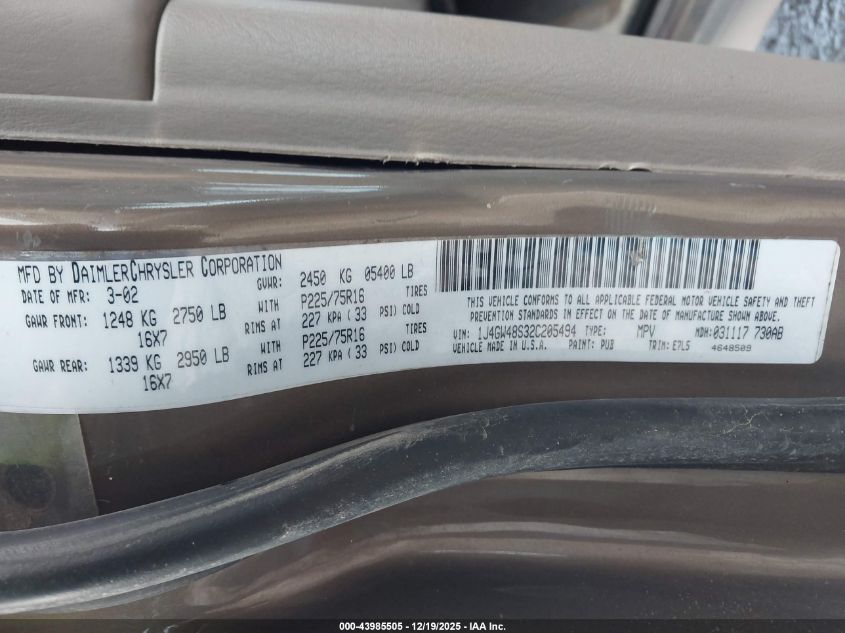 MFD BY DAIMLERCHRYSLER CORPORATION
DATE OF MFR: 3-02 GVWR: 2450 KG 05400 LB
GAWR FRONT: 1248 KG 2750 LB WITH P225/75R16 TIRES
16X7 RIMS AT 227 KPA ( 33 PSI) COLD
GAWR REAR: 1339 KG 2950 LB WITH P225/75R16 TIRES
16X7 RIMS AT 227 KPA ( 33 PSI) COLD
THIS VEHICLE CONFORMS TO ALL APPLICABLE FEDERAL MOTOR VEHICLE SAFETY AND THEFT
PREVENTION STANDARDS IN EFFECT ON THE DATE OF MANUFACTURE SHOWN ABOVE.
VIN: 1J4GW48S32C205494 TYPE: MPV MDH:031117 730AB
VEHICLE MADE IN U.S.A. PAINT: PUB TRIM: E7L5 4648509
000-43985505 - 12/19/2025 - IAA Inc.